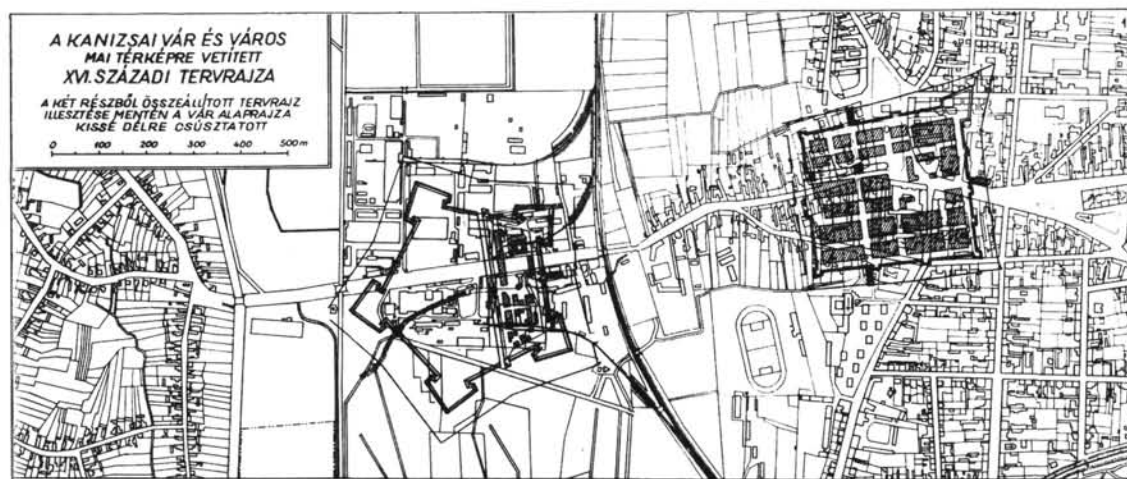 A KANIZSAI VÁR ÉS VÁROS
MAI TÉRKÉPRE VETÍTETT
XVI. SZÁZADI TERVRAJZA
A KÉT RÉSZBŐL ÖSSZEÁLLÍTOTT TERVRAJZ
ILLESZTÉSE MENTÉN A VÁR ALAPRAJZA
KISSÉ DÉLRE CSÚSZTATOTT
0 100 200 300 400 500 m